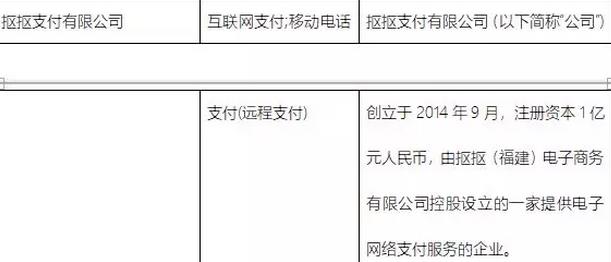 抠抠支付有限公司
互联网支付;移动电话
抠抠支付有限公司（以下简称“公司”）
支付(远程支付)
创立于 2014 年 9 月，注册资本 1 亿
元人民币，由抠抠（福建）电子商务
有限公司控股设立的一家提供电子
网络支付服务的企业。